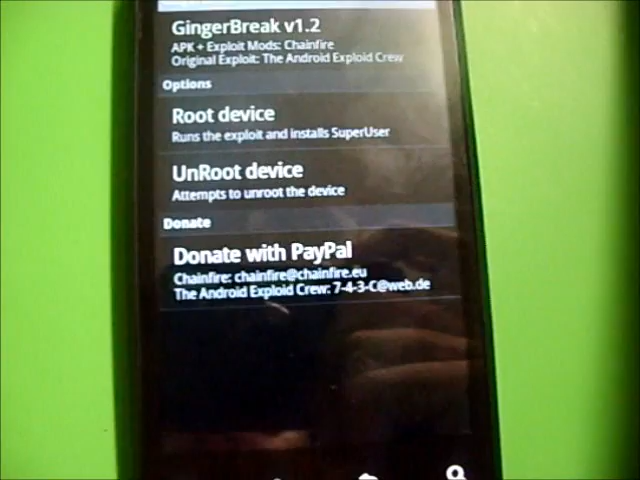 GingerBreak v1.2
APK + Exploit Mods: Chainfire
Original Exploit: The Android Exploid Crew
Options
Root device
Runs the exploit and installs SuperUser
UnRoot device
Attempts to unroot the device
Donate
Donate with PayPal
Chainfire: chainfire@chainfire.eu
The Android Exploid Crew: 7-4-3-C@web.de